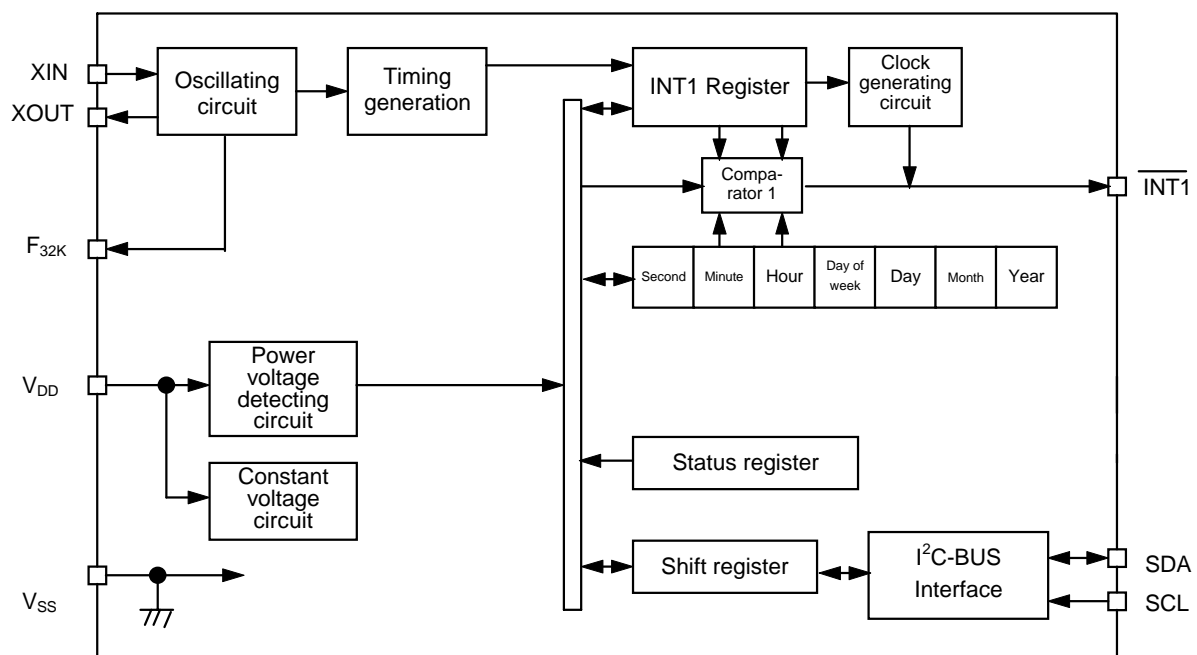 XIN
XOUT
F32K
VDD
VSS
Oscillating
circuit
Timing
generation
INT1 Register
Clock
generating
circuit
Compa-
rator 1
INT1
Second
Minute
Hour
Day of
week
Day
Month
Year
Power
voltage
detecting
circuit
Constant
voltage
circuit
Status register
Shift register
I²C-BUS
Interface
SDA
SCL